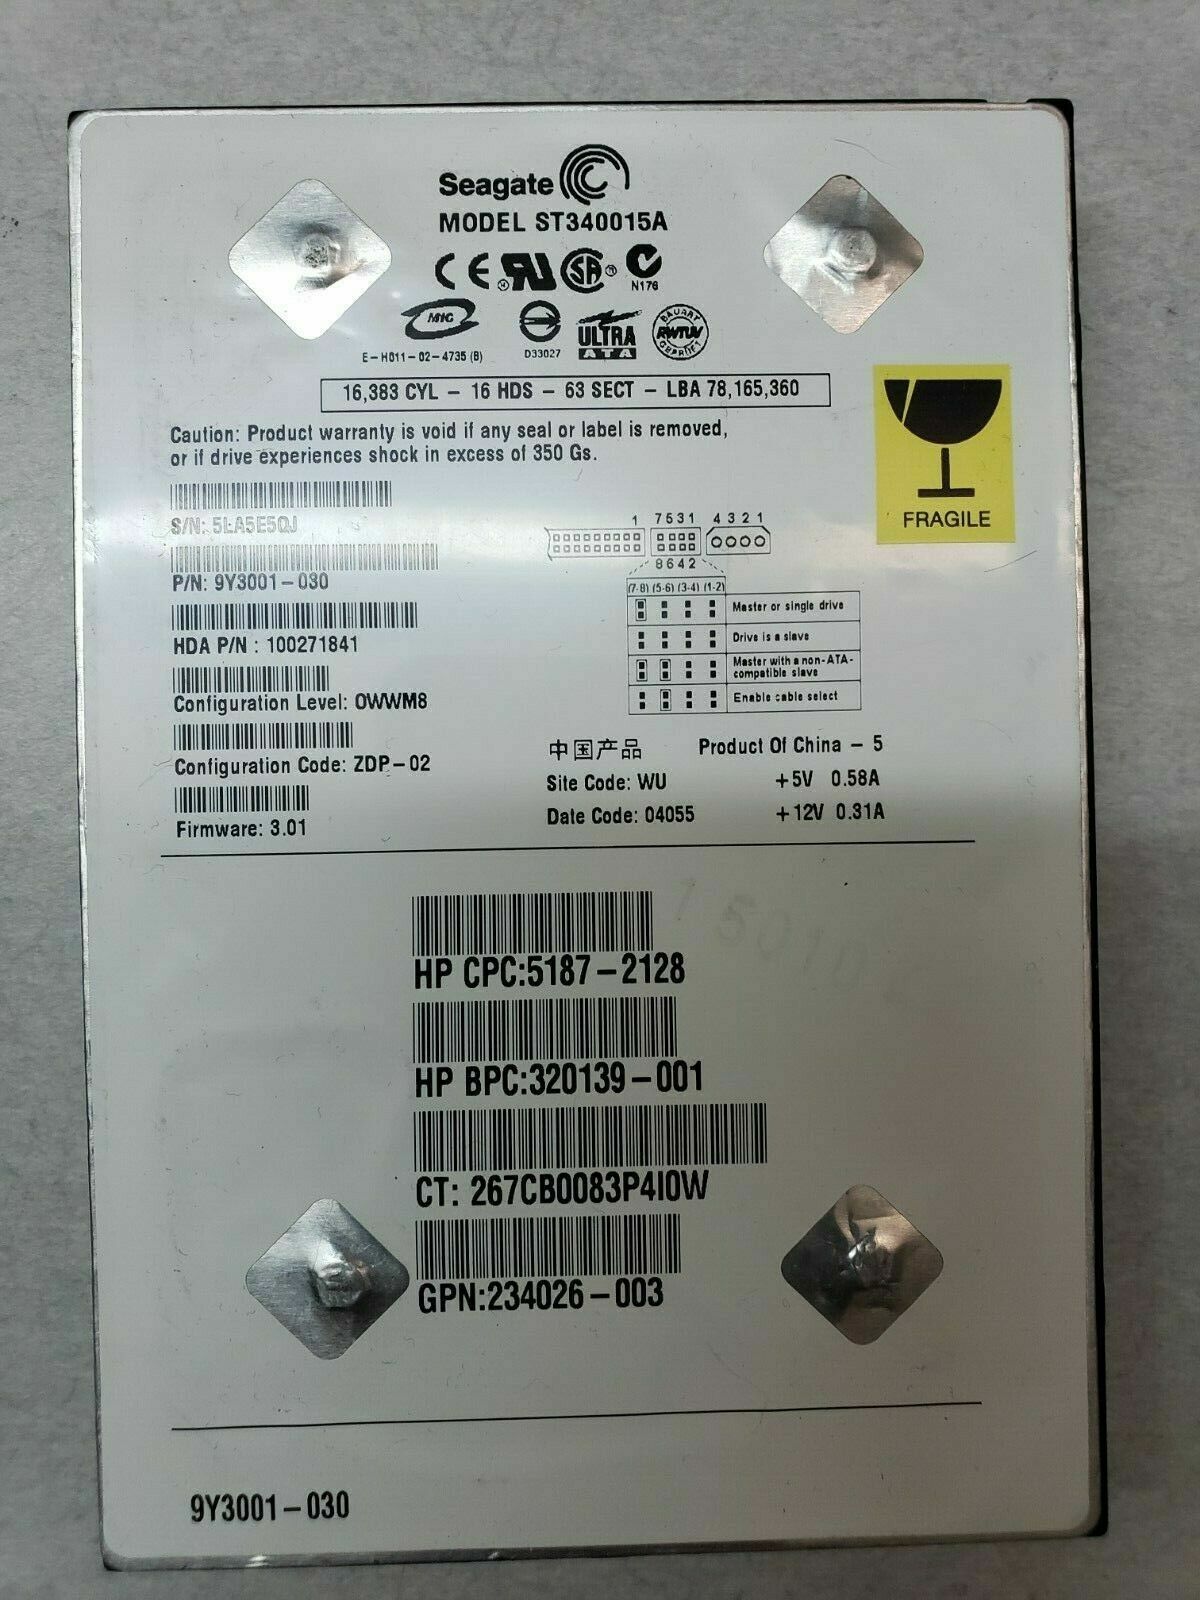 Seagate
MODEL ST340015A
N176
MIC
E-H011-02-4735 (B)
D33027
ULTRA
ATA
BAUART
RWTUV
GEPRUFT
16,383 CYL - 16 HDS - 63 SECT - LBA 78,165,360
Caution: Product warranty is void if any seal or label is removed,
or if drive experiences shock in excess of 350 Gs.
FRAGILE
S/N: 5LA5E5QJ
P/N: 9Y3001-030
HDA P/N : 100271841
Configuration Level: OWWM8
Configuration Code: ZDP-02
Firmware: 3.01
1 7531 4321
8642
(7-8) (5-6) (3-4) (1-2)
Master or single drive
Drive is a slave
Master with a non-ATA-
compatible slave
Enable cable select
中国产品 Product Of China - 5
Site Code: WU +5V 0.58A
Date Code: 04055 +12V 0.31A
HP CPC:5187-2128
HP BPC:320139-001
CT: 267CB0083P4I0W
GPN:234026-003
9Y3001-030